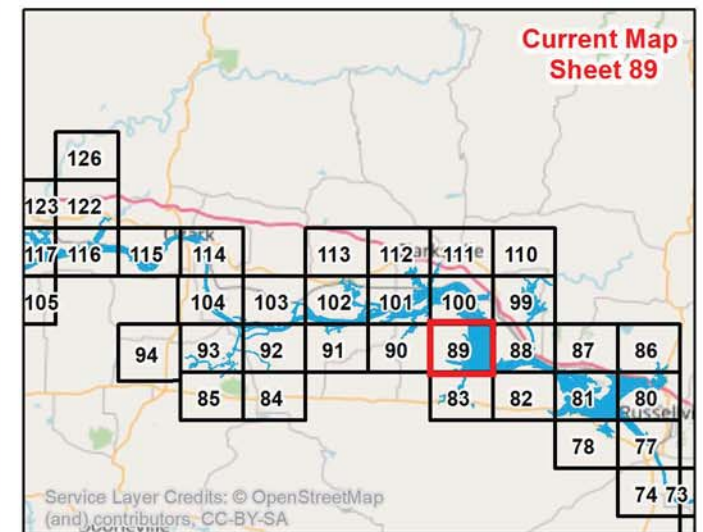 Current Map
Sheet 89
126
123 122
117 116 115 114 113 112 111 110
105 104 103 102 101 100 99
94 93 92 91 90 89 88 87 86
85 84 83 82 81 80
78 77
74 73
Service Layer Credits: © OpenStreetMap
(and) contributors, CC-BY-SA